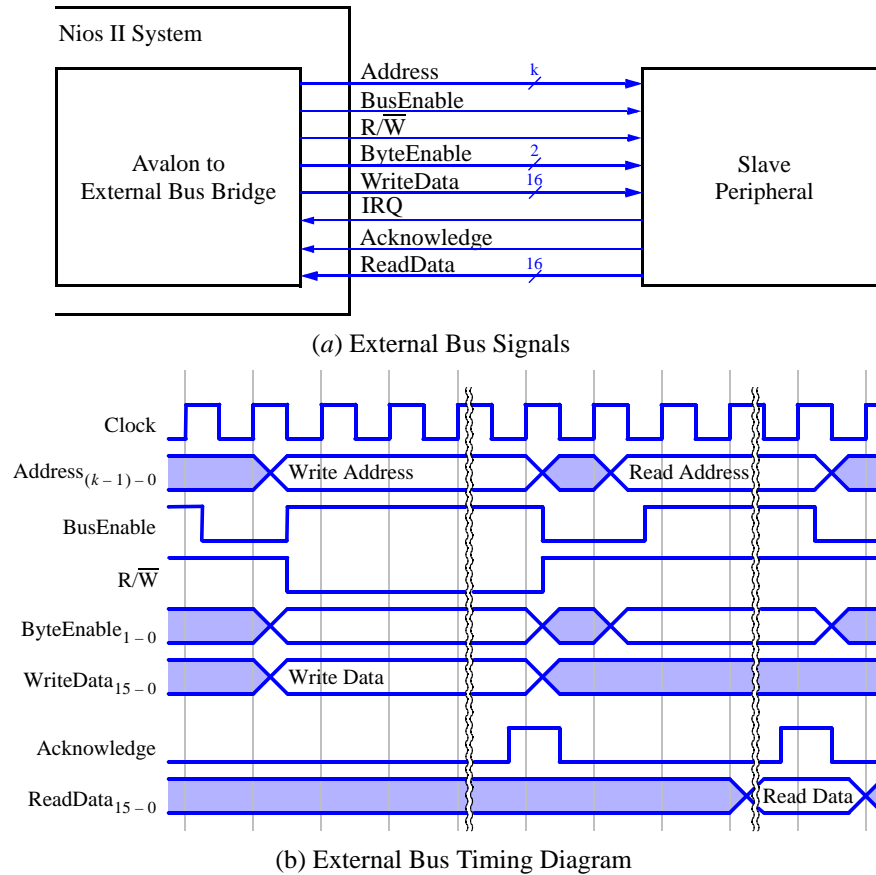 Nios II System
Avalon to
External Bus Bridge
Address k
BusEnable
R/W̅
ByteEnable 2
WriteData 16
IRQ
Acknowledge
ReadData 16
Slave
Peripheral
(a) External Bus Signals
Clock
Address(k – 1) – 0 Write Address Read Address
BusEnable
R/W̅
ByteEnable1 – 0
WriteData15 – 0 Write Data
Acknowledge
ReadData15 – 0 Read Data
(b) External Bus Timing Diagram